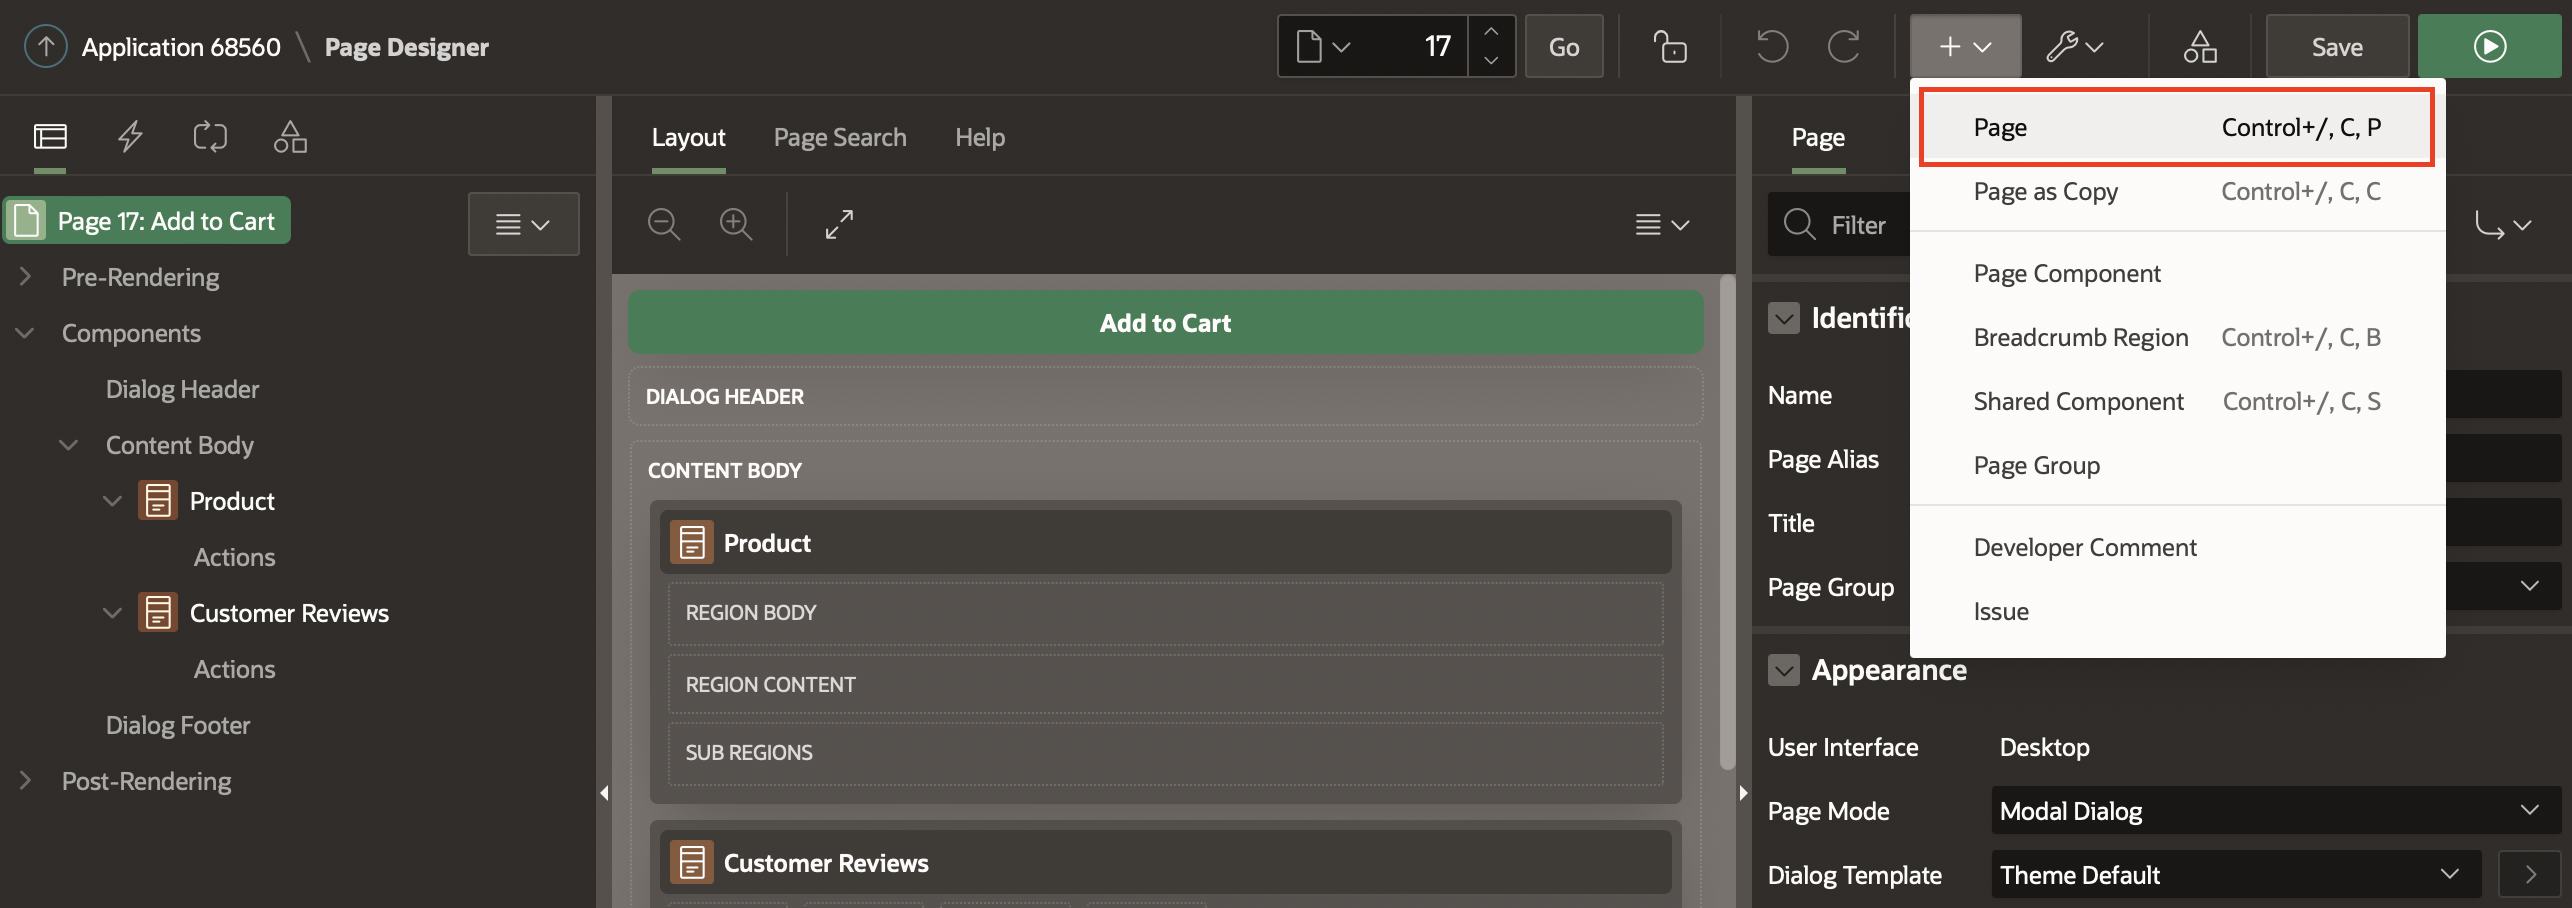 Application 68560 \ Page Designer
17
Go
Save
Layout
Page Search
Help
Page
Page 17: Add to Cart
Pre-Rendering
Components
Dialog Header
Content Body
Product
Actions
Customer Reviews
Actions
Dialog Footer
Post-Rendering
Add to Cart
DIALOG HEADER
CONTENT BODY
Product
REGION BODY
REGION CONTENT
SUB REGIONS
Customer Reviews
Page Control+/, C, P
Page as Copy Control+/, C, C
Page Component
Breadcrumb Region Control+/, C, B
Shared Component Control+/, C, S
Page Group
Developer Comment
Issue
Filter
Name
Page Alias
Title
Page Group
Appearance
User Interface Desktop
Page Mode Modal Dialog
Dialog Template Theme Default